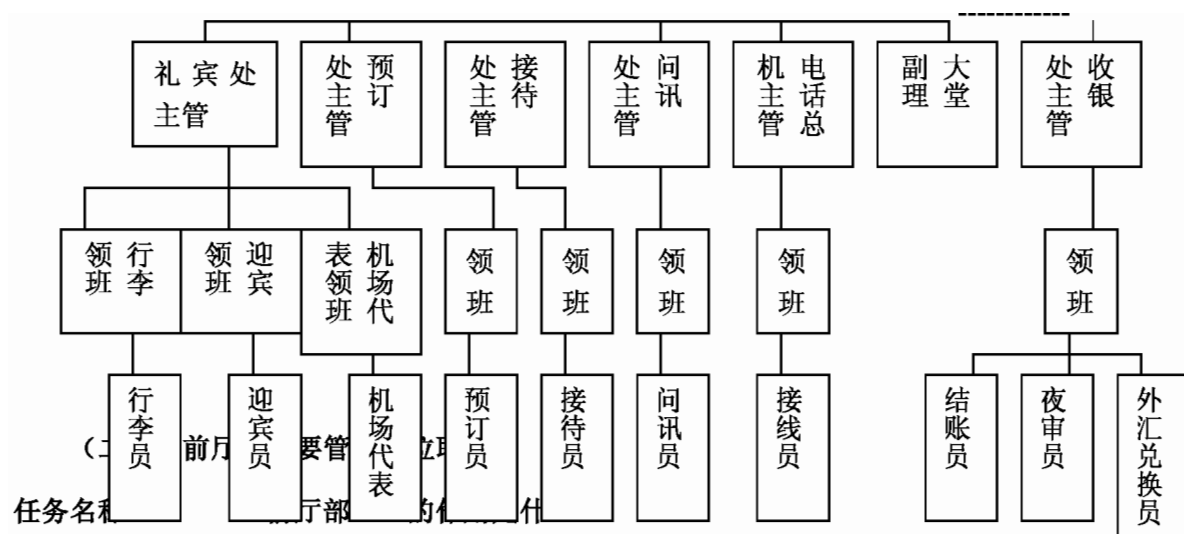 礼宾处
主管
预订
处主管
接待
处主管
问讯
处主管
电话总
机主管
大堂
副理
收银
处主管
行李
领班
迎宾
领班
机场代
表领班
领班
领班
领班
领班
领班
行李员
迎宾员
机场代表
预订员
接待员
问讯员
接线员
结账员
夜审员
外汇兑换员
前厅 要管
任务名 厅部 的